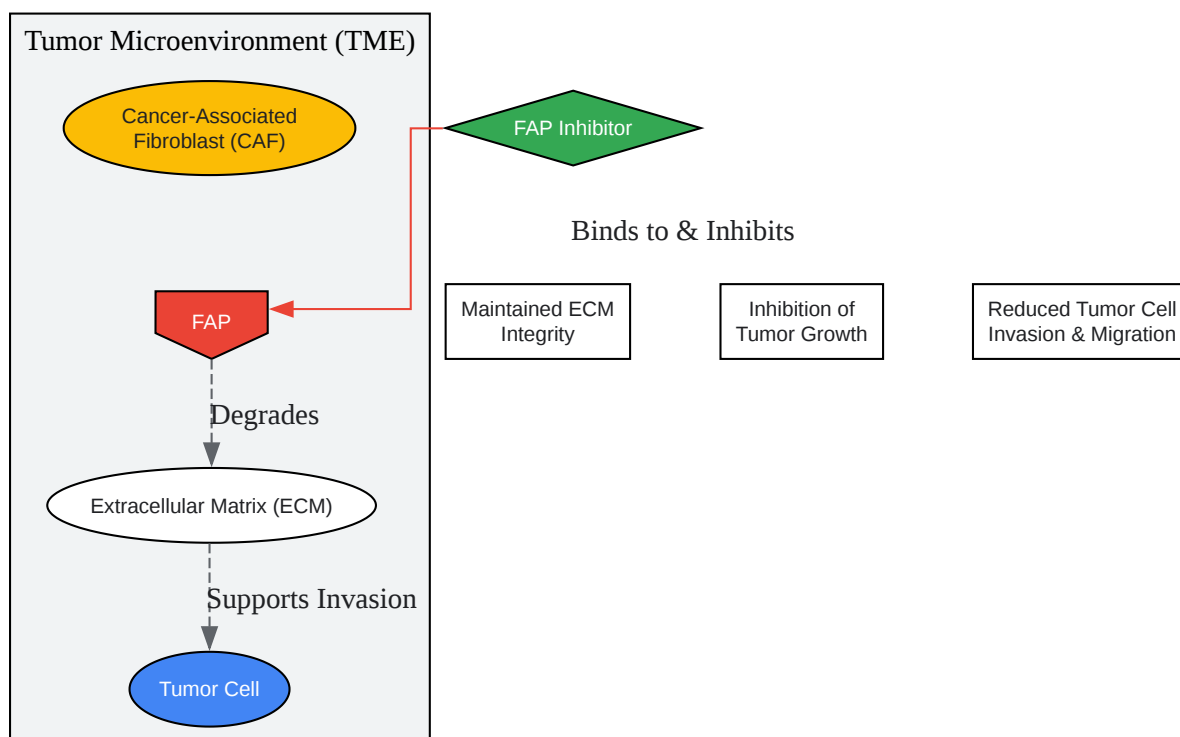 Tumor Microenvironment (TME)
Cancer-Associated
Fibroblast (CAF)
FAP Inhibitor
Binds to & Inhibits
FAP
Maintained ECM
Integrity
Inhibition of
Tumor Growth
Reduced Tumor Cell
Invasion & Migration
Degrades
Extracellular Matrix (ECM)
Supports Invasion
Tumor Cell